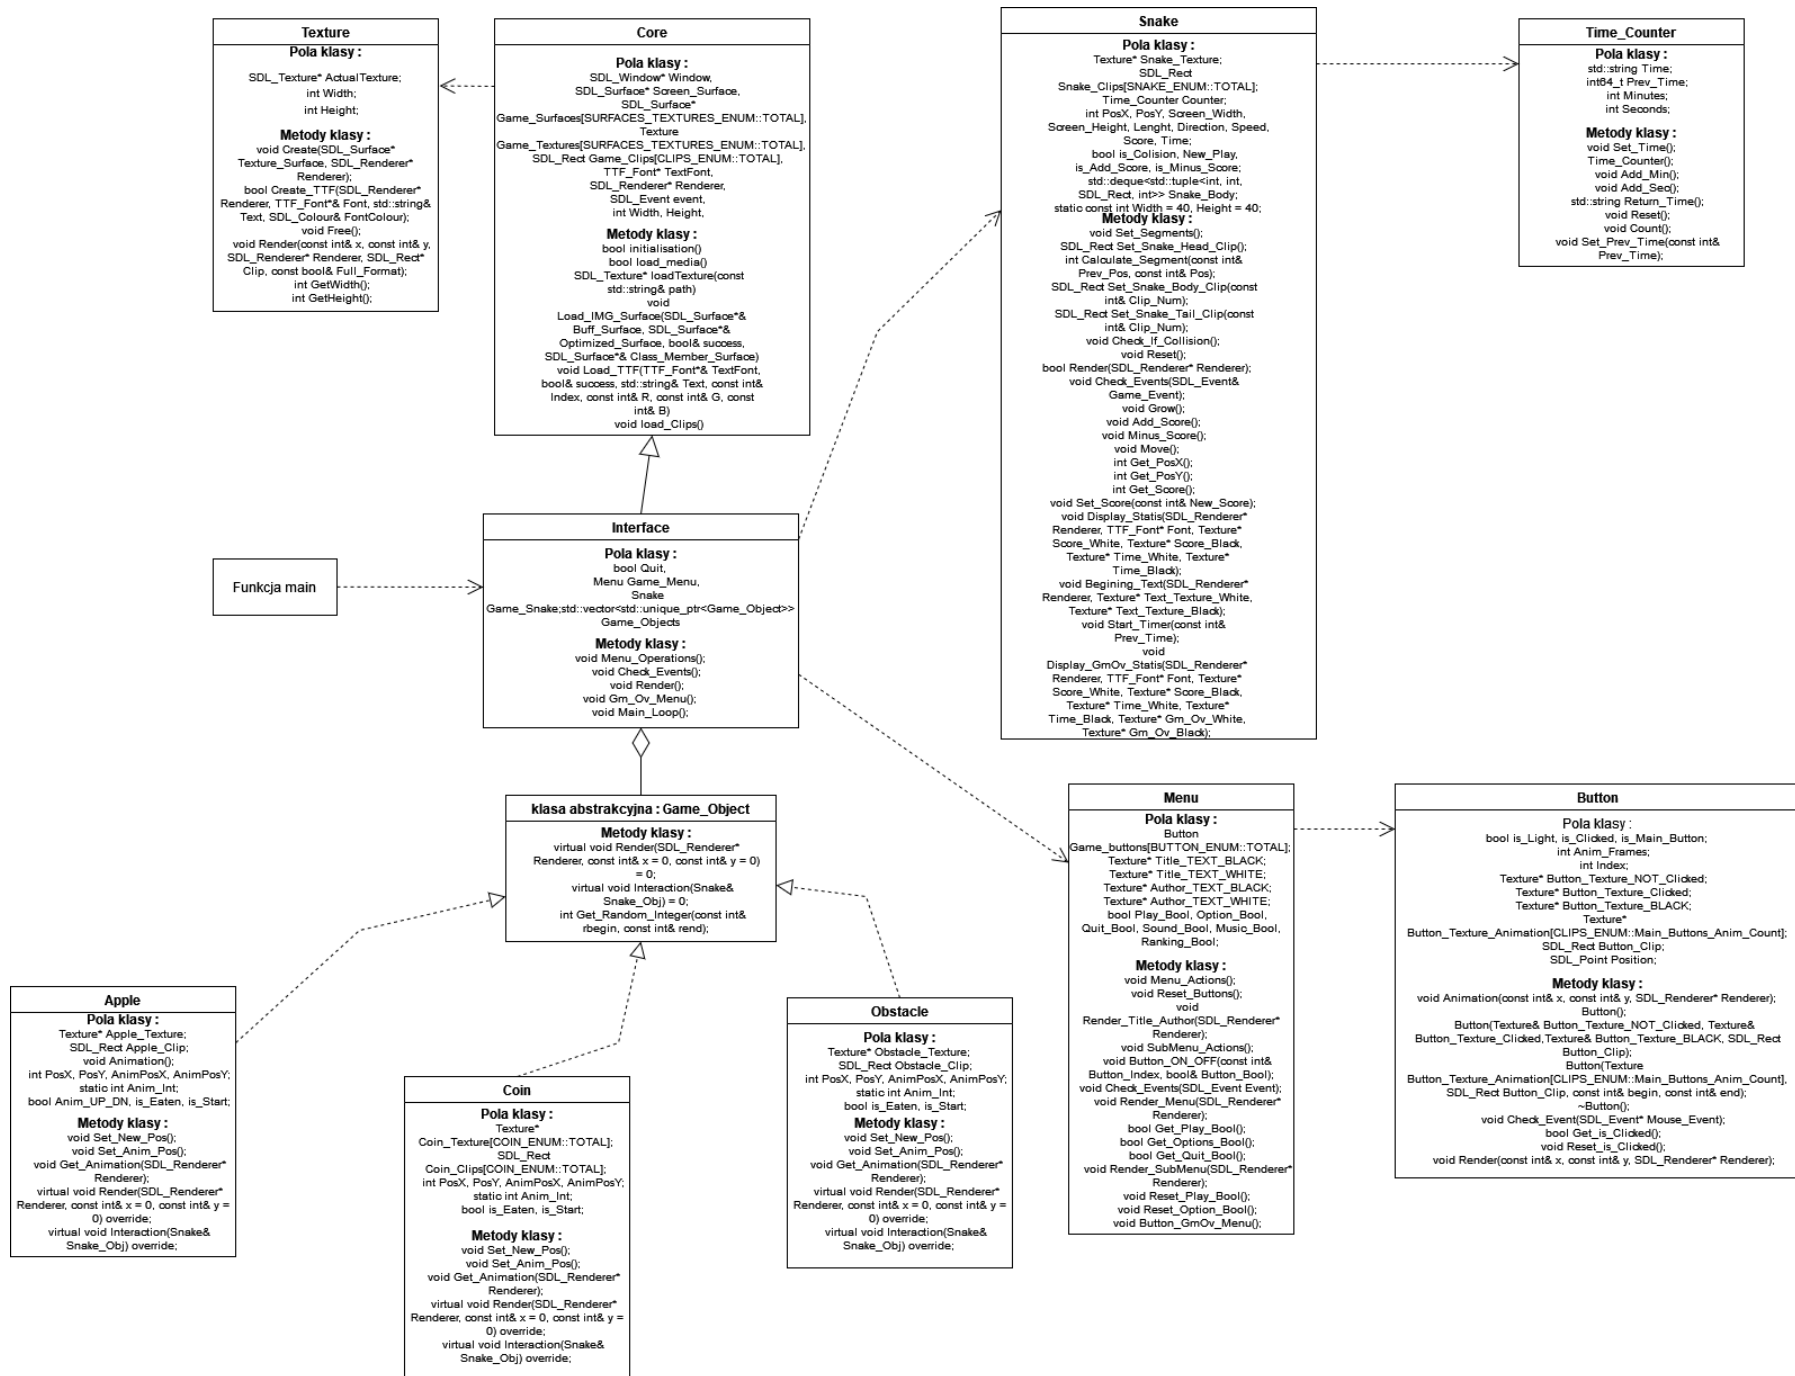 Texture
Pola klasy :
SDL_Texture* ActualTexture;
int Width;
int Height;
Metody klasy :
void Create(SDL_Surface*
Texture_Surface, SDL_Renderer*
Renderer);
bool Create_TTF(SDL_Renderer*
Renderer, TTF_Font*& Font, std::string&
Text, SDL_Colour& FontColour);
void Free();
void Render(const int& x, const int& y,
SDL_Renderer* Renderer, SDL_Rect*
Clip, const bool& Full_Format);
int GetWidth();
int GetHeight();
Core
Pola klasy :
SDL_Window* Window,
SDL_Surface* Screen_Surface,
SDL_Surface*
Game_Surfaces[SURFACES_TEXTURES_ENUM::TOTAL],
Texture
Game_Textures[SURFACES_TEXTURES_ENUM::TOTAL],
SDL_Rect Game_Clips[CLIPS_ENUM::TOTAL],
TTF_Font* TextFont,
SDL_Renderer* Renderer,
SDL_Event event,
int Width, Height,
Metody klasy :
bool initialisation()
bool load_media()
SDL_Texture* loadTexture(const
std::string& path)
void
Load_IMG_Surface(SDL_Surface*&
Buff_Surface, SDL_Surface*&
Optimized_Surface, bool& success,
SDL_Surface*& Class_Member_Surface)
void Load_TTF(TTF_Font*& TextFont,
bool& success, std::string& Text, const int&
Index, const int& R, const int& G, const
int& B)
void load_Clips()
Snake
Pola klasy :
Texture* Snake_Texture;
SDL_Rect
Snake_Clips[SNAKE_ENUM::TOTAL];
Time_Counter Counter;
int PosX, PosY, Screen_Width,
Screen_Height, Lenght, Direction, Speed,
Score, Time;
bool is_Colision, New_Play,
is_Add_Score, is_Minus_Score;
std::deque<std::tuple<int, int,
SDL_Rect, int>> Snake_Body;
static const int Width = 40, Height = 40;
Metody klasy :
void Set_Segments();
SDL_Rect Set_Snake_Head_Clip();
int Calculate_Segment(const int&
Prev_Pos, const int& Pos);
SDL_Rect Set_Snake_Body_Clip(const
int& Clip_Num);
SDL_Rect Set_Snake_Tail_Clip(const
int& Clip_Num);
void Check_If_Collision();
void Reset();
bool Render(SDL_Renderer* Renderer);
void Check_Events(SDL_Event&
Game_Event);
void Grow();
void Add_Score();
void Minus_Score();
void Move();
int Get_PosX();
int Get_PosY();
int Get_Score();
void Set_Score(const int& New_Score);
void Display_Statis(SDL_Renderer*
Renderer, TTF_Font* Font, Texture*
Score_White, Texture* Score_Black,
Texture* Time_White, Texture*
Time_Black);
void Begining_Text(SDL_Renderer*
Renderer, Texture* Text_Texture_White,
Texture* Text_Texture_Black);
void Start_Timer(const int&
Prev_Time);
void
Display_GmOv_Statis(SDL_Renderer*
Renderer, TTF_Font* Font, Texture*
Score_White, Texture* Score_Black,
Texture* Time_White, Texture*
Time_Black, Texture* Gm_Ov_White,
Texture* Gm_Ov_Black);
Time_Counter
Pola klasy :
std::string Time;
int64_t Prev_Time;
int Minutes;
int Seconds;
Metody klasy :
void Set_Time();
Time_Counter();
void Add_Min();
void Add_Sec();
std::string Return_Time();
void Reset();
void Count();
void Set_Prev_Time(const int&
Prev_Time);
Funkcja main
Interface
Pola klasy :
bool Quit,
Menu Game_Menu,
Snake
Game_Snake;std::vector<std::unique_ptr<Game_Object>>
Game_Objects
Metody klasy :
void Menu_Operations();
void Check_Events();
void Render();
void Gm_Ov_Menu();
void Main_Loop();
klasa abstrakcyjna : Game_Object
Metody klasy :
virtual void Render(SDL_Renderer*
Renderer, const int& x = 0, const int& y = 0)
= 0;
virtual void Interaction(Snake&
Snake_Obj) = 0;
int Get_Random_Integer(const int&
rbegin, const int& rend);
Menu
Pola klasy :
Button
Game_buttons[BUTTON_ENUM::TOTAL];
Texture* Title_TEXT_BLACK;
Texture* Title_TEXT_WHITE;
Texture* Author_TEXT_BLACK;
Texture* Author_TEXT_WHITE;
bool Play_Bool, Option_Bool,
Quit_Bool, Sound_Bool, Music_Bool,
Ranking_Bool;
Metody klasy :
void Menu_Actions();
void Reset_Buttons();
void
Render_Title_Author(SDL_Renderer*
Renderer);
void SubMenu_Actions();
void Button_ON_OFF(const int&
Button_Index, bool& Button_Bool);
void Check_Events(SDL_Event Event);
void Render_Menu(SDL_Renderer*
Renderer);
bool Get_Play_Bool();
bool Get_Options_Bool();
bool Get_Quit_Bool();
void Render_SubMenu(SDL_Renderer*
Renderer);
void Reset_Play_Bool();
void Reset_Option_Bool();
void Button_GmOv_Menu();
Button
Pola klasy :
bool is_Light, is_Clicked, is_Main_Button;
int Anim_Frames;
int Index;
Texture* Button_Texture_NOT_Clicked;
Texture* Button_Texture_Clicked;
Texture* Button_Texture_BLACK;
Texture*
Button_Texture_Animation[CLIPS_ENUM::Main_Buttons_Anim_Count];
SDL_Rect Button_Clip;
SDL_Point Position;
Metody klasy :
void Animation(const int& x, const int& y, SDL_Renderer* Renderer);
Button();
Button(Texture& Button_Texture_NOT_Clicked, Texture&
Button_Texture_Clicked,Texture& Button_Texture_BLACK, SDL_Rect
Button_Clip);
Button(Texture
Button_Texture_Animation[CLIPS_ENUM::Main_Buttons_Anim_Count],
SDL_Rect Button_Clip, const int& begin, const int& end);
~Button();
void Check_Event(SDL_Event* Mouse_Event);
bool Get_is_Clicked();
void Reset_is_Clicked();
void Render(const int& x, const int& y, SDL_Renderer* Renderer);
Apple
Pola klasy :
Texture* Apple_Texture;
SDL_Rect Apple_Clip;
void Animation();
int PosX, PosY, AnimPosX, AnimPosY;
static int Anim_Int;
bool Anim_UP_DN, is_Eaten, is_Start;
Metody klasy :
void Set_New_Pos();
void Set_Anim_Pos();
void Get_Animation(SDL_Renderer*
Renderer);
virtual void Render(SDL_Renderer*
Renderer, const int& x = 0, const int& y =
0) override;
virtual void Interaction(Snake&
Snake_Obj) override;
Coin
Pola klasy :
Texture*
Coin_Texture[COIN_ENUM::TOTAL];
SDL_Rect
Coin_Clips[COIN_ENUM::TOTAL];
int PosX, PosY, AnimPosX, AnimPosY;
static int Anim_Int;
bool is_Eaten, is_Start;
Metody klasy :
void Set_New_Pos();
void Set_Anim_Pos();
void Get_Animation(SDL_Renderer*
Renderer);
virtual void Render(SDL_Renderer*
Renderer, const int& x = 0, const int& y =
0) override;
virtual void Interaction(Snake&
Snake_Obj) override;
Obstacle
Pola klasy :
Texture* Obstacle_Texture;
SDL_Rect Obstacle_Clip;
int PosX, PosY, AnimPosX, AnimPosY;
static int Anim_Int;
bool is_Eaten, is_Start;
Metody klasy :
void Set_New_Pos();
void Set_Anim_Pos();
void Get_Animation(SDL_Renderer*
Renderer);
virtual void Render(SDL_Renderer*
Renderer, const int& x = 0, const int& y =
0) override;
virtual void Interaction(Snake&
Snake_Obj) override;